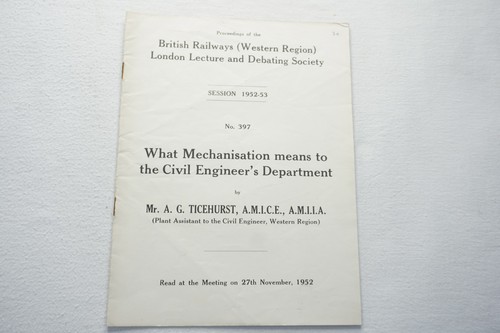 Proceedings of the
British Railways (Western Region)
London Lecture and Debating Society
SESSION 1952-53
No. 397
What Mechanisation means to
the Civil Engineer's Department
by
Mr. A. G. TICEHURST, A.M.I.C.E., A.M.I.I.A.
(Plant Assistant to the Civil Engineer, Western Region)
Read at the Meeting on 27th November, 1952